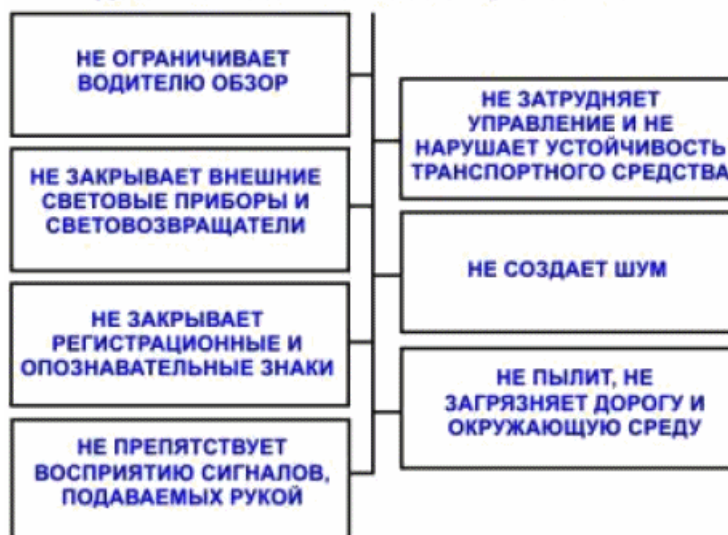 НЕ ОГРАНИЧИВАЕТ
ВОДИТЕЛЮ ОБЗОР
НЕ ЗАТРУДНЯЕТ
УПРАВЛЕНИЕ И НЕ
НАРУШАЕТ УСТОЙЧИВОСТЬ
ТРАНСПОРТНОГО СРЕДСТВА
НЕ ЗАКРЫВАЕТ ВНЕШНИЕ
СВЕТОВЫЕ ПРИБОРЫ И
СВЕТОВОЗВРАЩАТЕЛИ
НЕ СОЗДАЕТ ШУМ
НЕ ЗАКРЫВАЕТ
РЕГИСТРАЦИОННЫЕ И
ОПОЗНАВАТЕЛЬНЫЕ ЗНАКИ
НЕ ПЫЛИТ, НЕ
ЗАГРЯЗНЯЕТ ДОРОГУ И
ОКРУЖАЮЩУЮ СРЕДУ
НЕ ПРЕПЯТСТВУЕТ
ВОСПРИЯТИЮ СИГНАЛОВ,
ПОДАВАЕМЫХ РУКОЙ